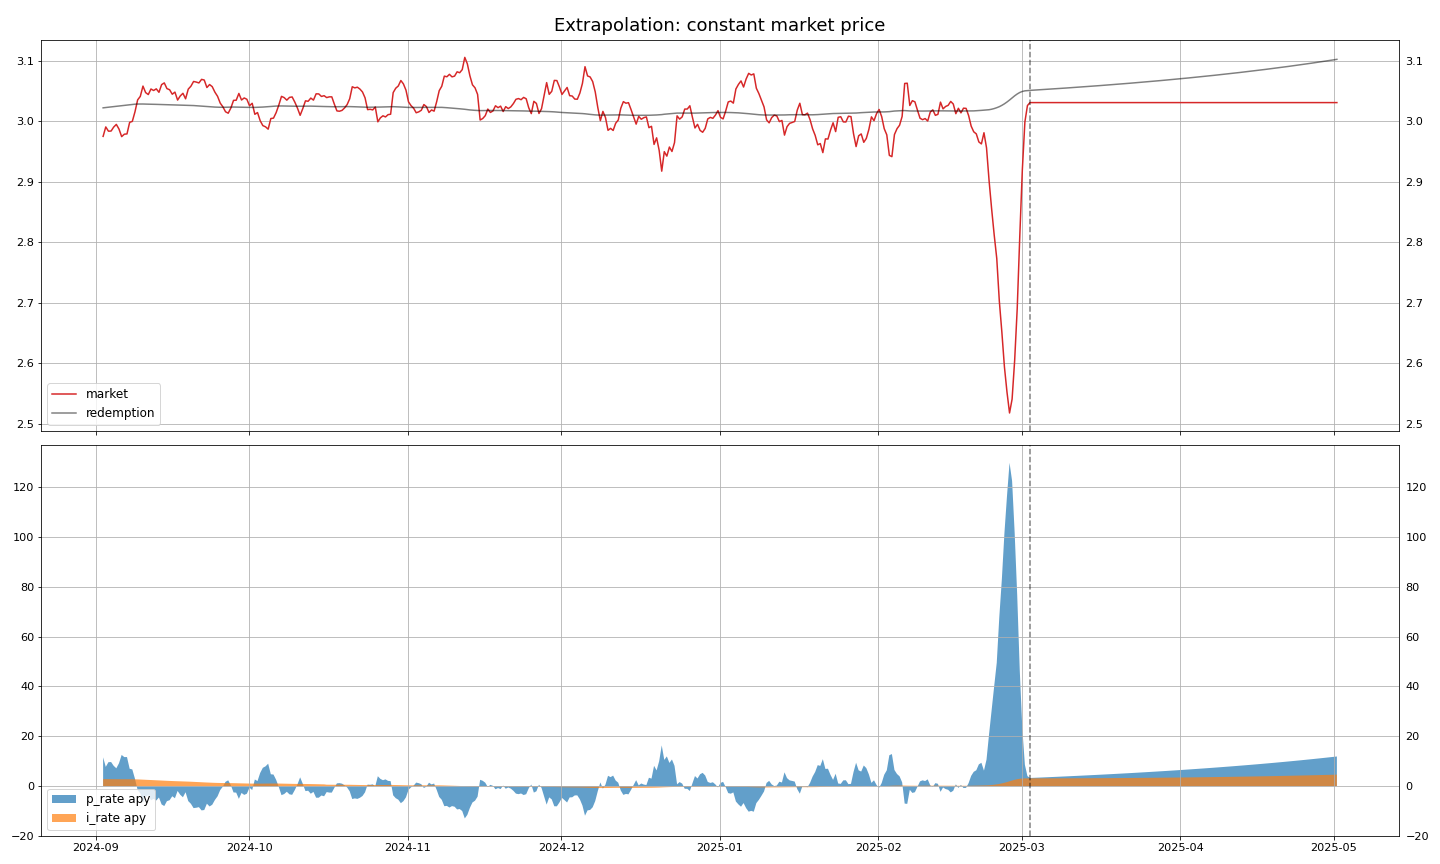 Extrapolation: constant market price
3.1 3.1
3.0 3.0
2.9 2.9
2.8 2.8
2.7 2.7
2.6 2.6
market
redemption
2.5 2.5
120 120
100 100
80 80
60 60
40 40
20 20
0 0
p_rate apy
i_rate apy
−20 −20
2024-09 2024-10 2024-11 2024-12 2025-01 2025-02 2025-03 2025-04 2025-05